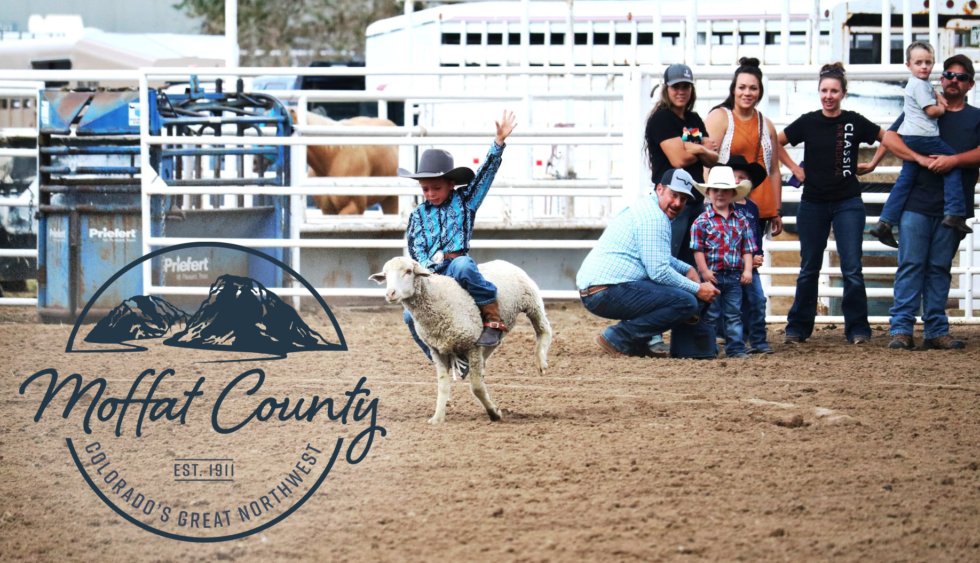 Priefert
Priefert
CLASSIC
Moffat County
EST. 1911
COLORADO'S GREAT NORTHWEST